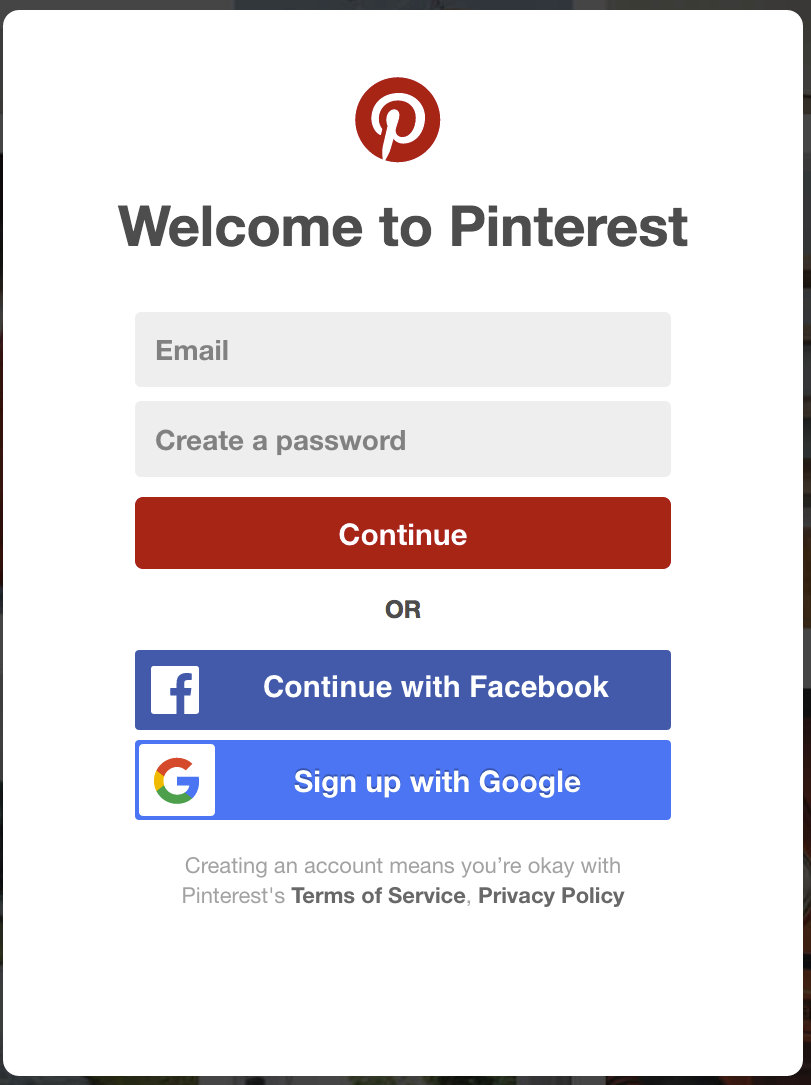 Welcome to Pinterest
Email
Create a password
Continue
OR
Continue with Facebook
Sign up with Google
Creating an account means you’re okay with
Pinterest's Terms of Service, Privacy Policy